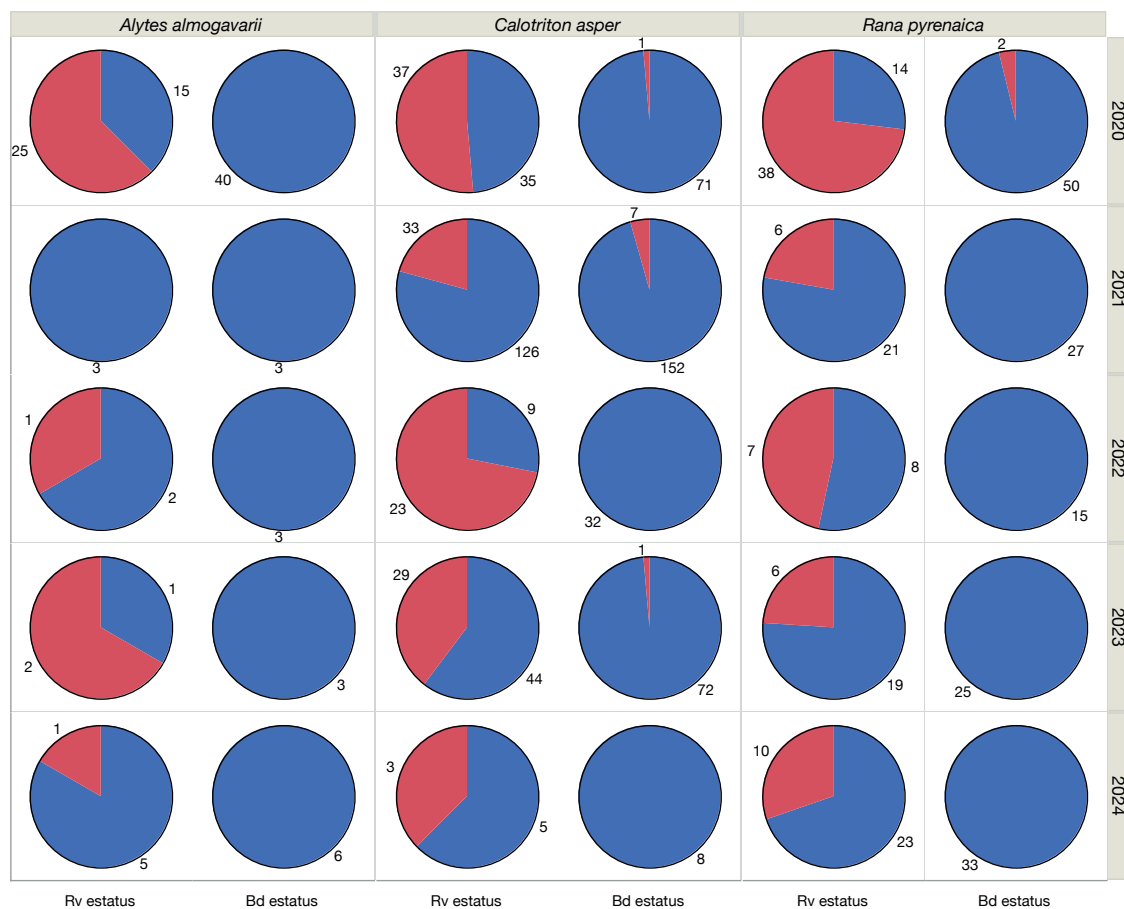 Alytes almogavarii Calotriton asper Rana pyrenaica
25 15 40 37 35 1 71 38 14 2 50 2020
3 3 33 126 7 152 6 21 27 2021
1 2 3 23 9 32 7 8 15 2022
2 1 3 29 44 1 72 6 19 25 2023
1 5 6 3 5 8 10 23 33 2024
Rv estatus Bd estatus Rv estatus Bd estatus Rv estatus Bd estatus